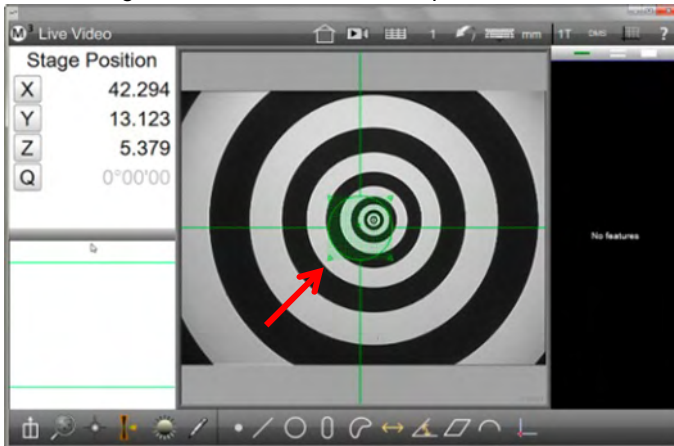 M³ Live Video
1
mm
1T
DMS
?
Stage Position
X 42.294
Y 13.123
Z 5.379
Q 0°00'00
No features